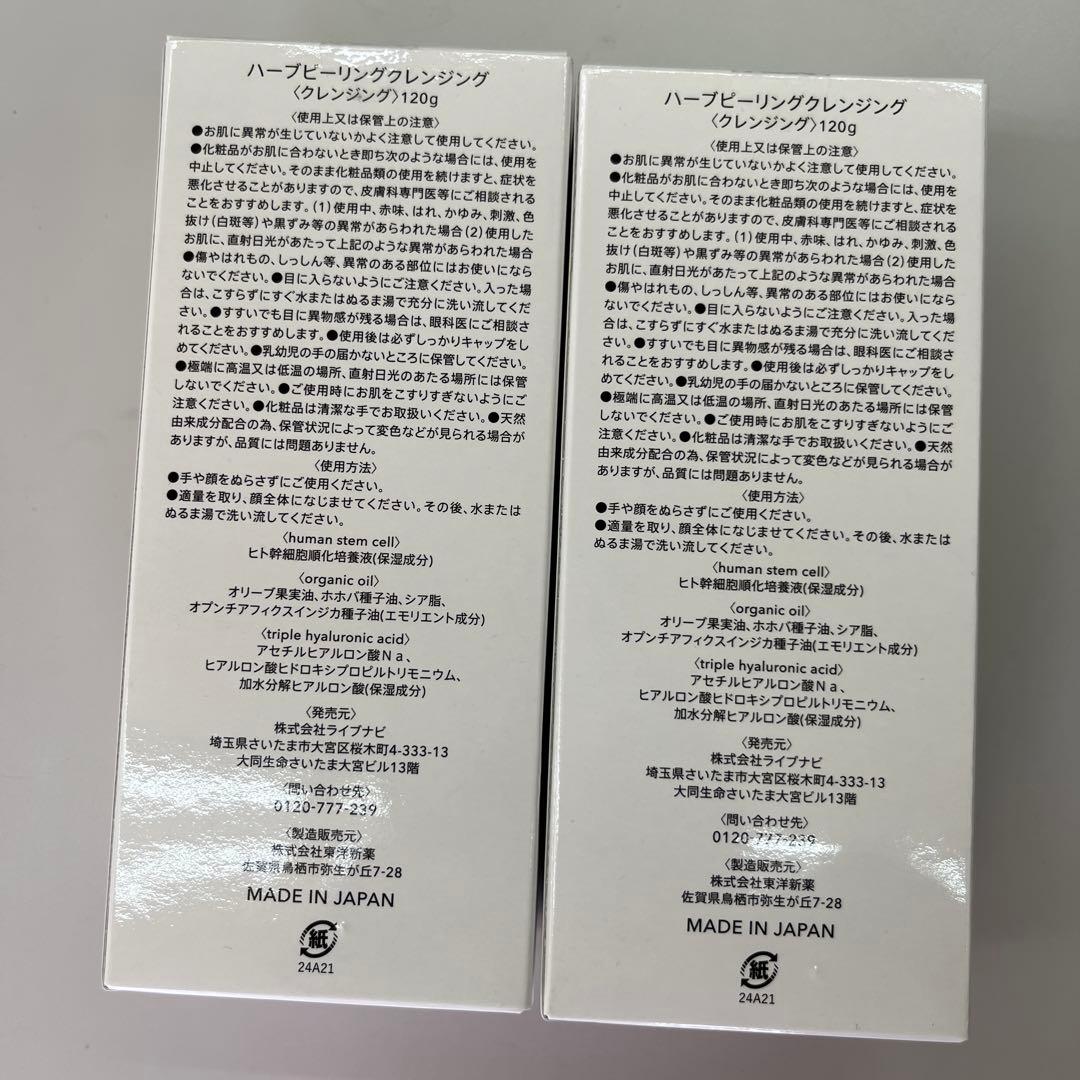 ハーブピーリングクレンジング
〈クレンジング〉120g
〈使用上又は保管上の注意〉
●お肌に異常が生じていないかよく注意して使用してください。
●化粧品がお肌に合わないとき即ち次のような場合には、使用を
中止してください。そのまま化粧品類の使用を続けますと、症状を
悪化させることがありますので、皮膚科専門医等にご相談される
ことをおすすめします。(1)使用中、赤味、はれ、かゆみ、刺激、色
抜け(白斑等)や黒ずみ等の異常があらわれた場合(2)使用した
お肌に、直射日光があたって上記のような異常があらわれた場合
●傷やはれもの、しっしん等、異常のある部位にはお使いになら
ないでください。●目に入らないようにご注意ください。入った場
合は、こすらずにすぐ水またはぬるま湯で充分に洗い流してくだ
さい。●すすいでも目に異物感が残る場合は、眼科医にご相談さ
れることをおすすめします。●使用後は必ずしっかりキャップをし
めてください。●乳幼児の手の届かないところに保管してください。
●極端に高温又は低温の場所、直射日光のあたる場所には保管
しないでください。●ご使用時にお肌をこすりすぎないようにご
注意ください。●化粧品は清潔な手でお取扱いください。●天然
由来成分配合の為、保管状況によって変色などが見られる場合が
ありますが、品質には問題ありません。
〈使用方法〉
●手や顔をぬらさずにご使用ください。
●適量を取り、顔全体になじませてください。その後、水または
ぬるま湯で洗い流してください。
〈human stem cell〉
ヒト幹細胞順化培養液(保湿成分)
〈organic oil〉
オリーブ果実油、ホホバ種子油、シア脂、
オプンチアフィクスインジカ種子油(エモリエント成分)
〈triple hyaluronic acid〉
アセチルヒアルロン酸Na、
ヒアルロン酸ヒドロキシプロピルトリモニウム、
加水分解ヒアルロン酸(保湿成分)
〈発売元〉
株式会社ライブナビ
埼玉県さいたま市大宮区桜木町4-333-13
大同生命さいたま大宮ビル13階
〈問い合わせ先〉
0120-777-239
〈製造販売元〉
株式会社東洋新薬
佐賀県鳥栖市弥生が丘7-28
MADE IN JAPAN
紙
24A21
ハーブピーリングクレンジング
〈クレンジング〉120g
〈使用上又は保管上の注意〉
●お肌に異常が生じていないかよく注意して使用してください。
●化粧品がお肌に合わないとき即ち次のような場合には、使用を
中止してください。そのまま化粧品類の使用を続けますと、症状を
悪化させることがありますので、皮膚科専門医等にご相談される
ことをおすすめします。(1)使用中、赤味、はれ、かゆみ、刺激、色
抜け(白斑等)や黒ずみ等の異常があらわれた場合(2)使用した
お肌に、直射日光があたって上記のような異常があらわれた場合
●傷やはれもの、しっしん等、異常のある部位にはお使いになら
ないでください。●目に入らないようにご注意ください。入った場
合は、こすらずにすぐ水またはぬるま湯で充分に洗い流してくだ
さい。●すすいでも目に異物感が残る場合は、眼科医にご相談さ
れることをおすすめします。●使用後は必ずしっかりキャップをし
めてください。●乳幼児の手の届かないところに保管してください。
●極端に高温又は低温の場所、直射日光のあたる場所には保管
しないでください。●ご使用時にお肌をこすりすぎないようにご
注意ください。●化粧品は清潔な手でお取扱いください。●天然
由来成分配合の為、保管状況によって変色などが見られる場合が
ありますが、品質には問題ありません。
〈使用方法〉
●手や顔をぬらさずにご使用ください。
●適量を取り、顔全体になじませてください。その後、水または
ぬるま湯で洗い流してください。
〈human stem cell〉
ヒト幹細胞順化培養液(保湿成分)
〈organic oil〉
オリーブ果実油、ホホバ種子油、シア脂、
オプンチアフィクスインジカ種子油(エモリエント成分)
〈triple hyaluronic acid〉
アセチルヒアルロン酸Na、
ヒアルロン酸ヒドロキシプロピルトリモニウム、
加水分解ヒアルロン酸(保湿成分)
〈発売元〉
株式会社ライブナビ
埼玉県さいたま市大宮区桜木町4-333-13
大同生命さいたま大宮ビル13階
〈問い合わせ先〉
0120-777-239
〈製造販売元〉
株式会社東洋新薬
佐賀県鳥栖市弥生が丘7-28
MADE IN JAPAN
紙
24A21